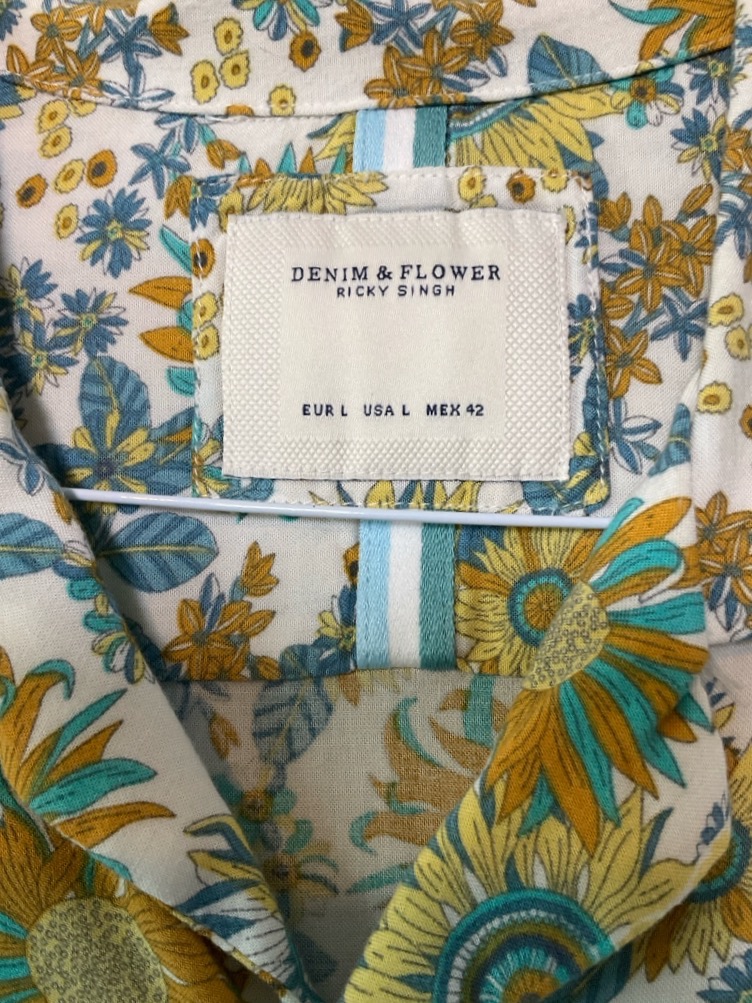 DENIM & FLOWER
RICKY SINGH
EUR L USA L MEX 42